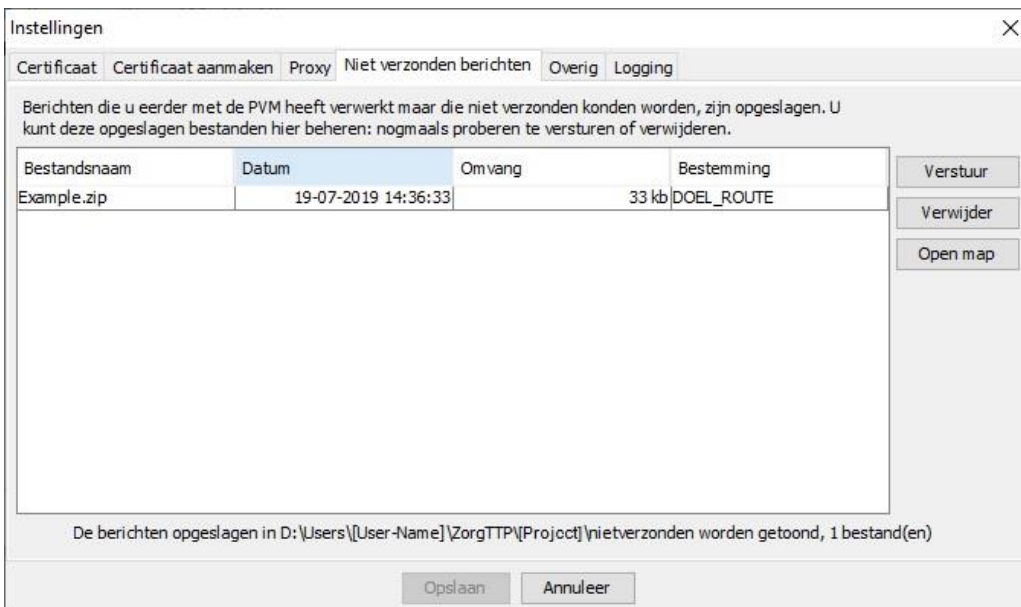 Instellingen
Certificaat Certificaat aanmaken Proxy Niet verzonden berichten Overig Logging
Berichten die u eerder met de PVM heeft verwerkt maar die niet verzonden konden worden, zijn opgeslagen. U
kunt deze opgeslagen bestanden hier beheren: nogmaals proberen te versturen of verwijderen.
Bestandsnaam Datum Omvang Bestemming
Example.zip 19-07-2019 14:36:33 33 kb DOEL_ROUTE
Verstuur
Verwijder
Open map
De berichten opgeslagen in D:\Users\[User-Name]\ZorgTTP\[Project]\nietverzonden worden getoond, 1 bestand(en)
Opslaan Annuleer